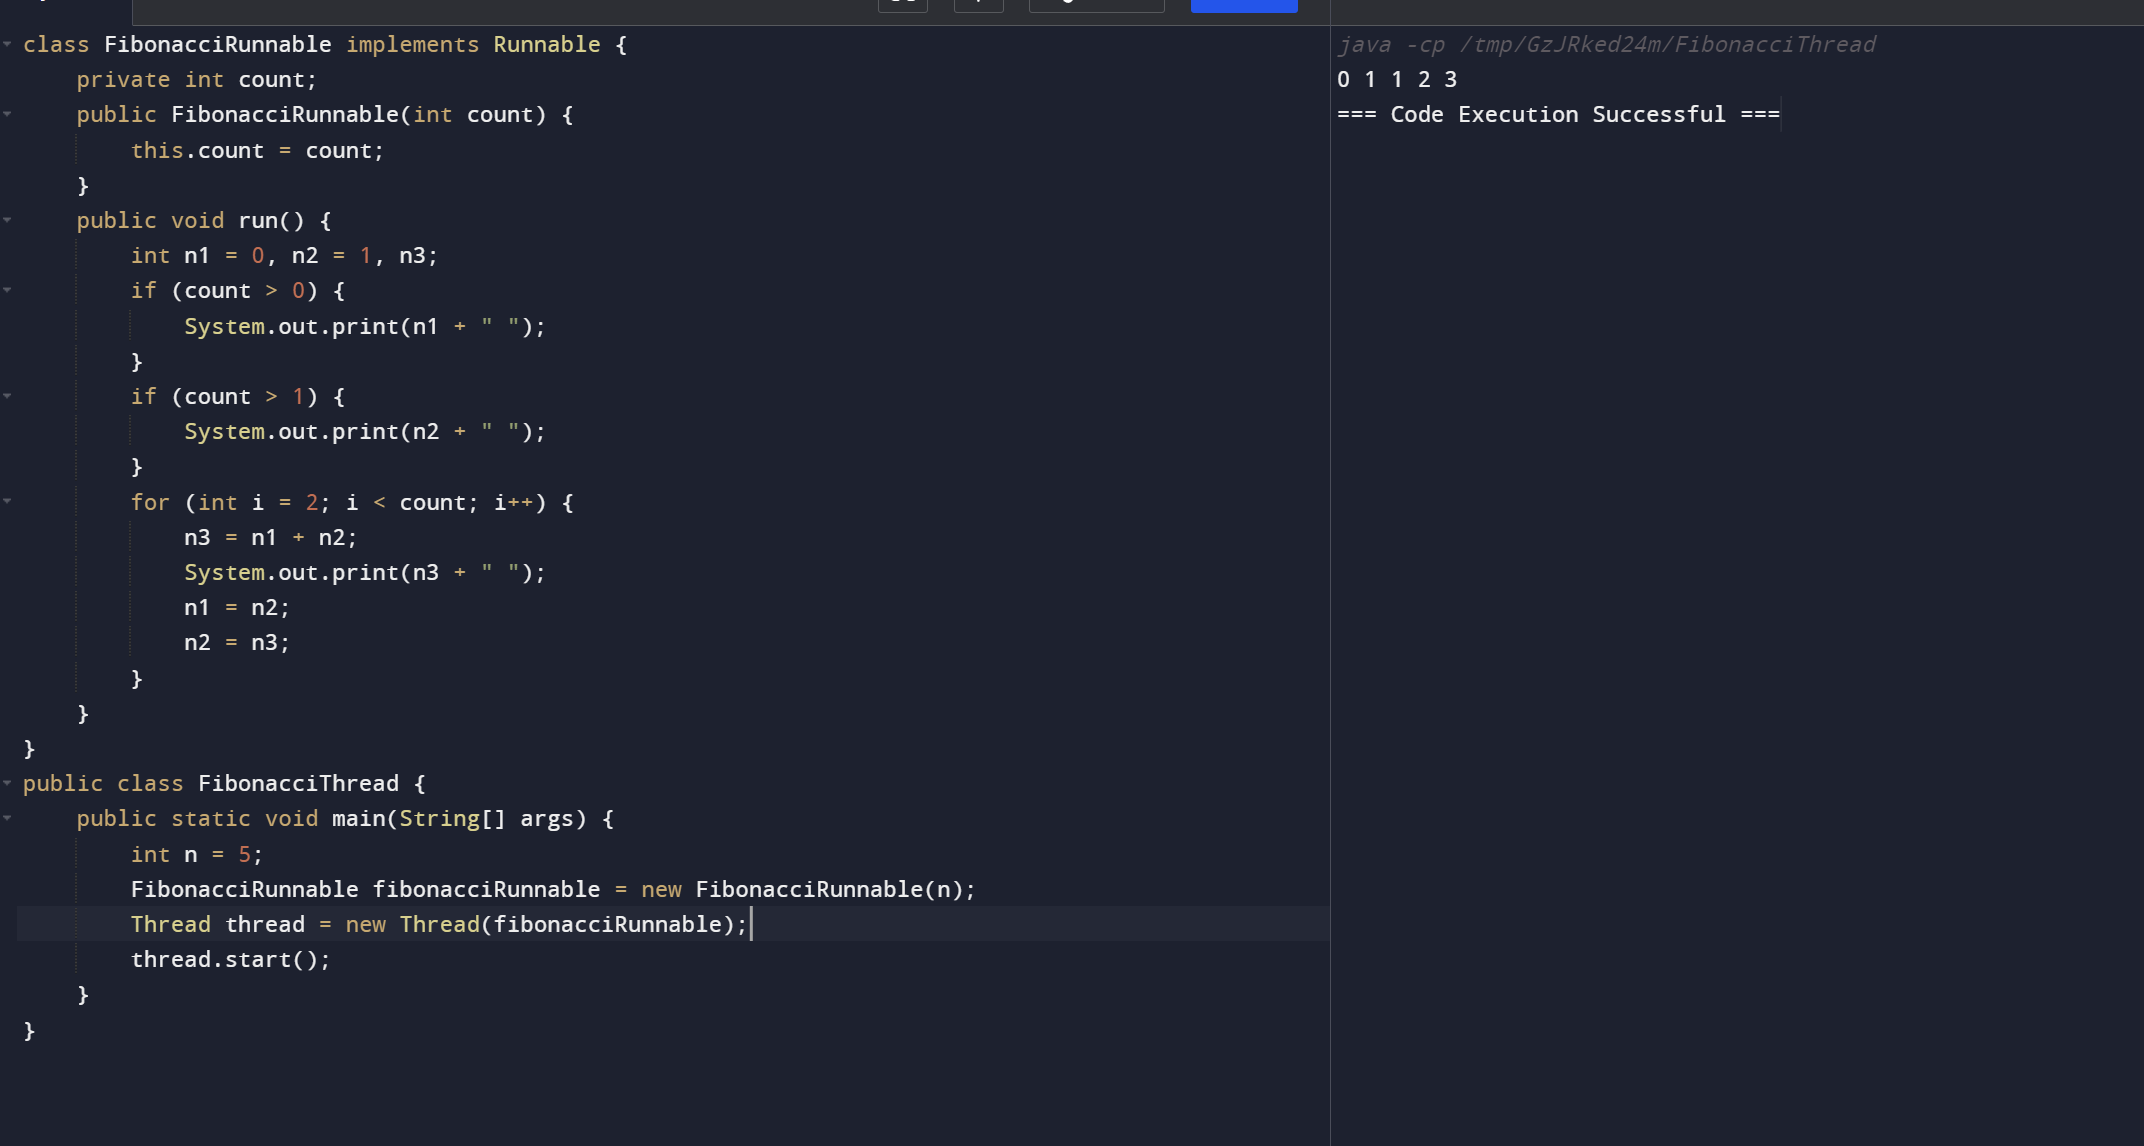 class FibonacciRunnable implements Runnable {
    private int count;
    public FibonacciRunnable(int count) {
        this.count = count;
    }
    public void run() {
        int n1 = 0, n2 = 1, n3;
        if (count > 0) {
            System.out.print(n1 + " ");
        }
        if (count > 1) {
            System.out.print(n2 + " ");
        }
        for (int i = 2; i < count; i++) {
            n3 = n1 + n2;
            System.out.print(n3 + " ");
            n1 = n2;
            n2 = n3;
        }
    }
}
public class FibonacciThread {
    public static void main(String[] args) {
        int n = 5;
        FibonacciRunnable fibonacciRunnable = new FibonacciRunnable(n);
        Thread thread = new Thread(fibonacciRunnable);
        thread.start();
    }
}
java -cp /tmp/GzJRked24m/FibonacciThread
0 1 1 2 3
=== Code Execution Successful ===